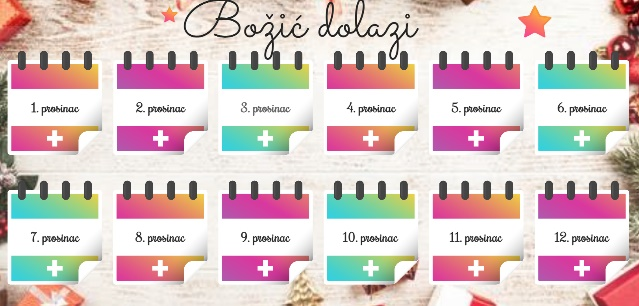 Božić dolazi
1. prosinac
2. prosinac
3. prosinac
4. prosinac
5. prosinac
6. prosinac
7. prosinac
8. prosinac
9. prosinac
10. prosinac
11. prosinac
12. prosinac